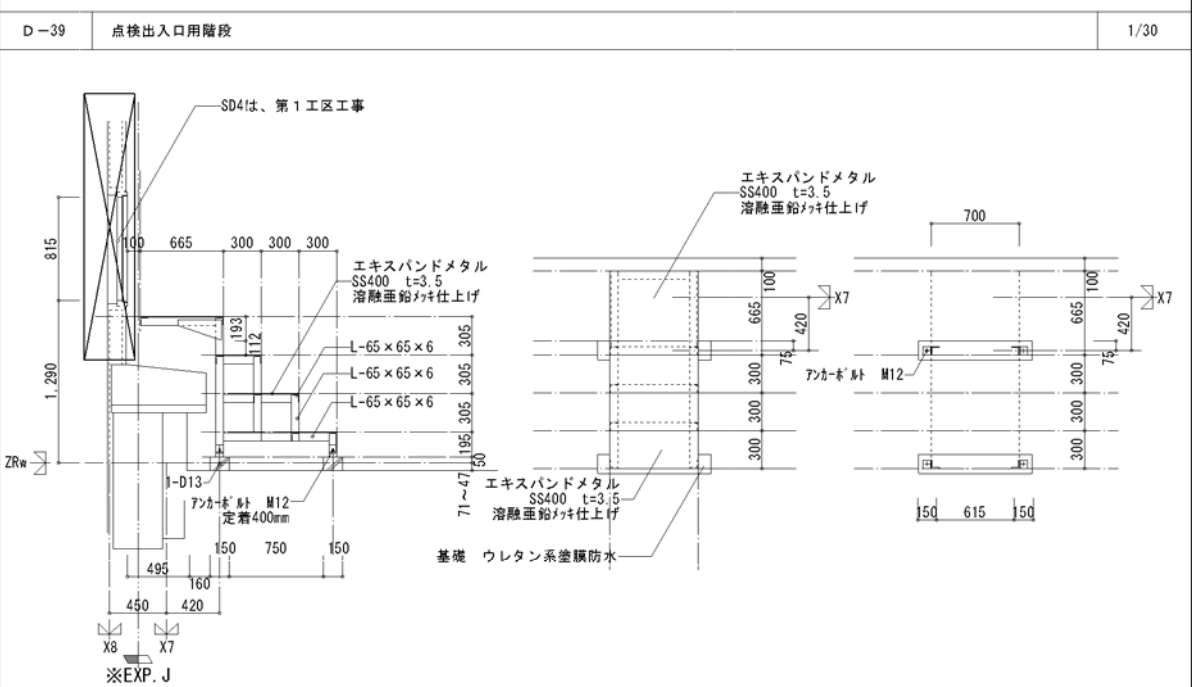 D－39
点検出入口用階段
1/30
SD4は、第１工区工事
815
1,290
100
665
300
300
300
エキスパンドメタル
SS400 t=3.5
溶融亜鉛ﾒｯｷ仕上げ
193
112
L-65×65×6
L-65×65×6
L-65×65×6
305
305
305
195
50
71～47
ZRw
1-D13
ｱﾝｶｰﾎﾞﾙﾄ M12
定着400mm
150
750
150
495
160
450
420
X8
X7
※EXP.J
エキスパンドメタル
SS400 t=3.5
溶融亜鉛ﾒｯｷ仕上げ
100
665
X7
420
75
300
300
300
エキスパンドメタル
SS400 t=3.5
溶融亜鉛ﾒｯｷ仕上げ
基礎 ウレタン系塗膜防水
700
100
665
X7
420
75
ｱﾝｶｰﾎﾞﾙﾄ M12
300
300
300
150
615
150